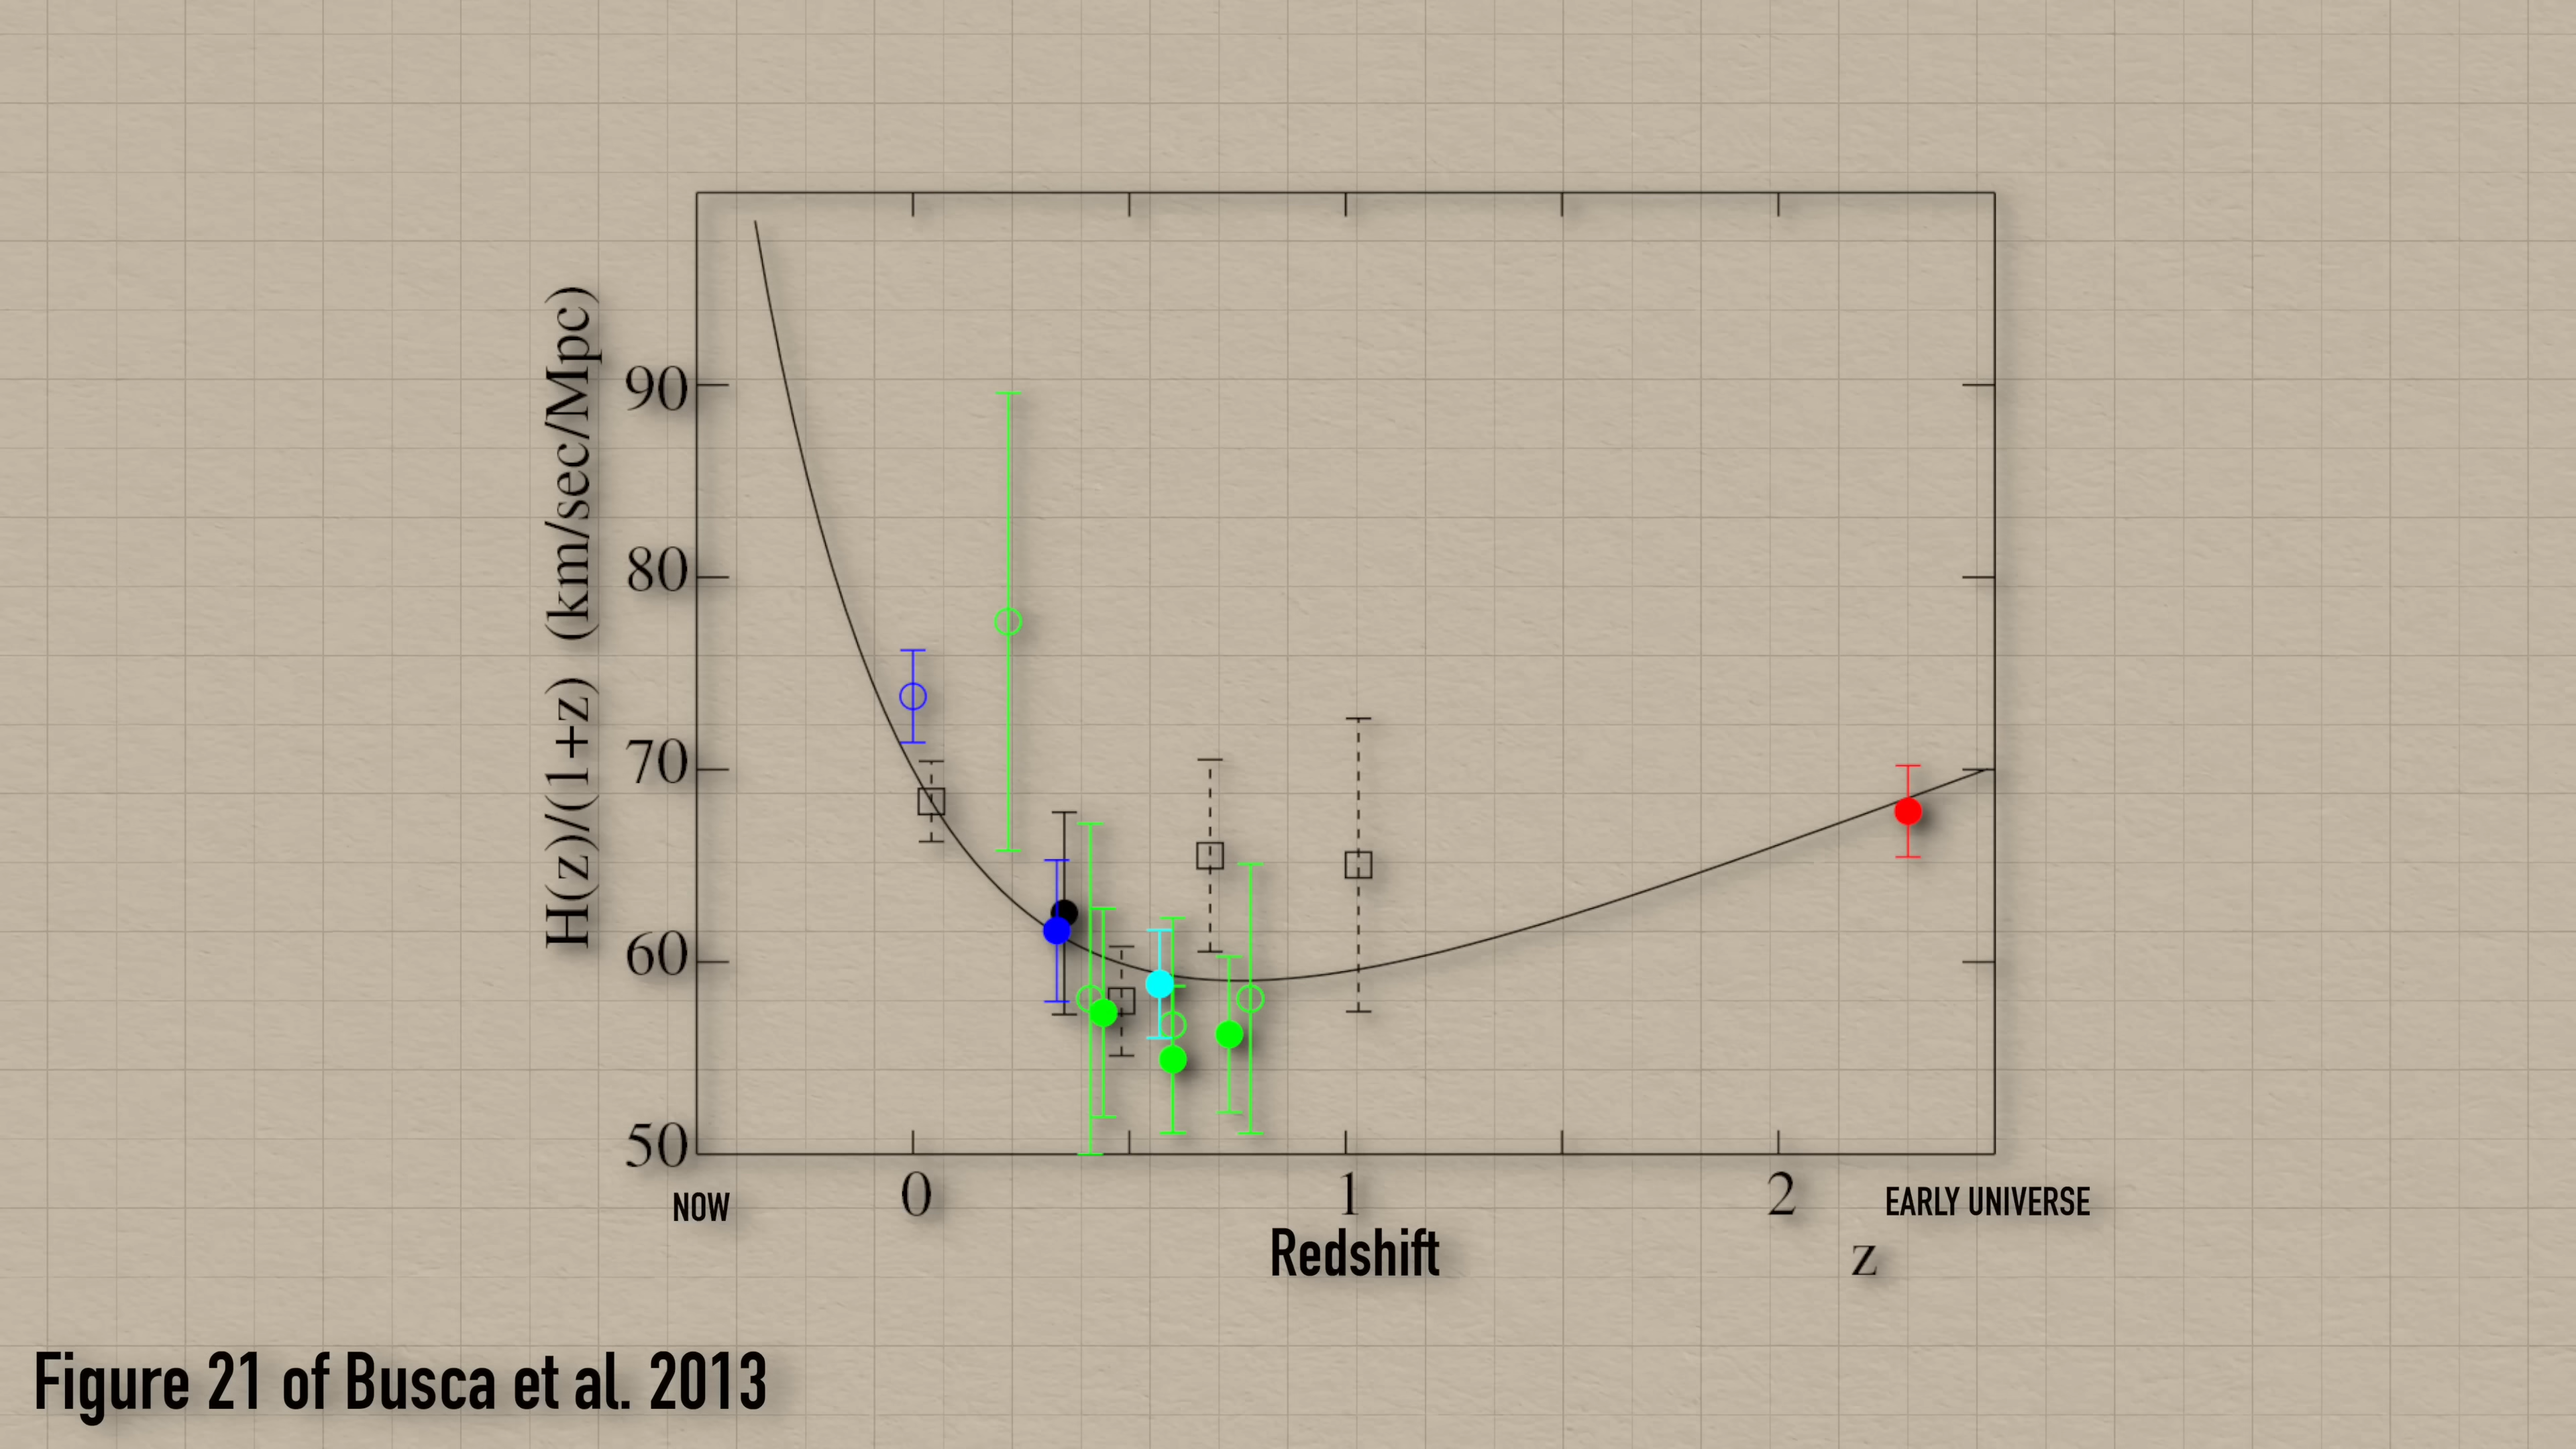 H(z)/(1+z) (km/sec/Mpc)
90
80
70
60
50
0
1
2
NOW
EARLY UNIVERSE
Redshift
z
Figure 21 of Busca et al. 2013